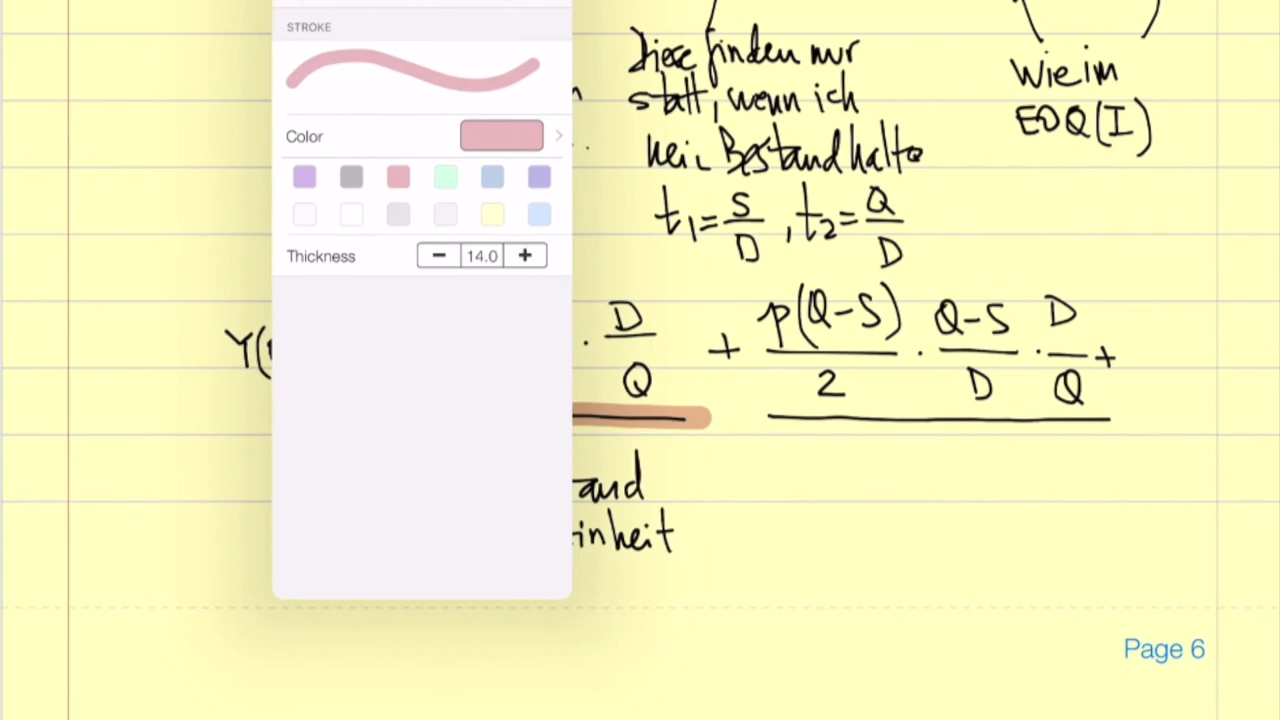 STROKE
Color
Thickness
− 14.0 +
Diese finden nur
statt, wenn ich
kein Bestand halte
t₁ = S/D , t₂ = Q/D
wie im
EOQ(I)
Y(
· D/Q + p(Q-S)/2 · Q-S/D · D/Q +
and
inheit
Page 6